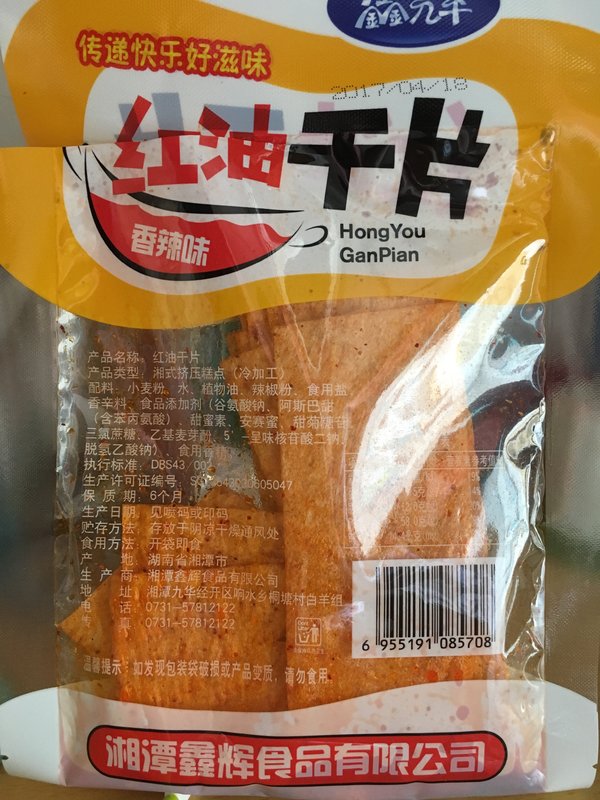 传递快乐好滋味
2017/04/18
红油干片
香辣味
HongYou
GanPian
产品名称：红油干片
产品类型：湘式挤压糕点（冷加工）
配料：小麦粉、水、植物油、辣椒粉、食用盐
香辛料、食品添加剂（谷氨酸钠、阿斯巴甜
（含苯丙氨酸）、甜蜜素、安赛蜜、甜菊糖苷
三氯蔗糖、乙基麦芽酚、5′-呈味核苷酸二钠、
脱氢乙酸钠）、食用香精
执行标准：DBS43 002
生产许可证编号：
保 质 期：6个月
生产日期：见喷码或印码
贮存方法：存放于阴凉干燥通风处
食用方法：开袋即食
产 地：湖南省湘潭市
生 产 商：湘潭鑫辉食品有限公司
地 址：湘潭九华经开区响水乡桐塘村白羊组
电 话：0731—57812122
传 真：0731—57812122
温馨提示：如发现包装袋破损或产品变质，请勿食用。
6 955191 085708
湘潭鑫辉食品有限公司